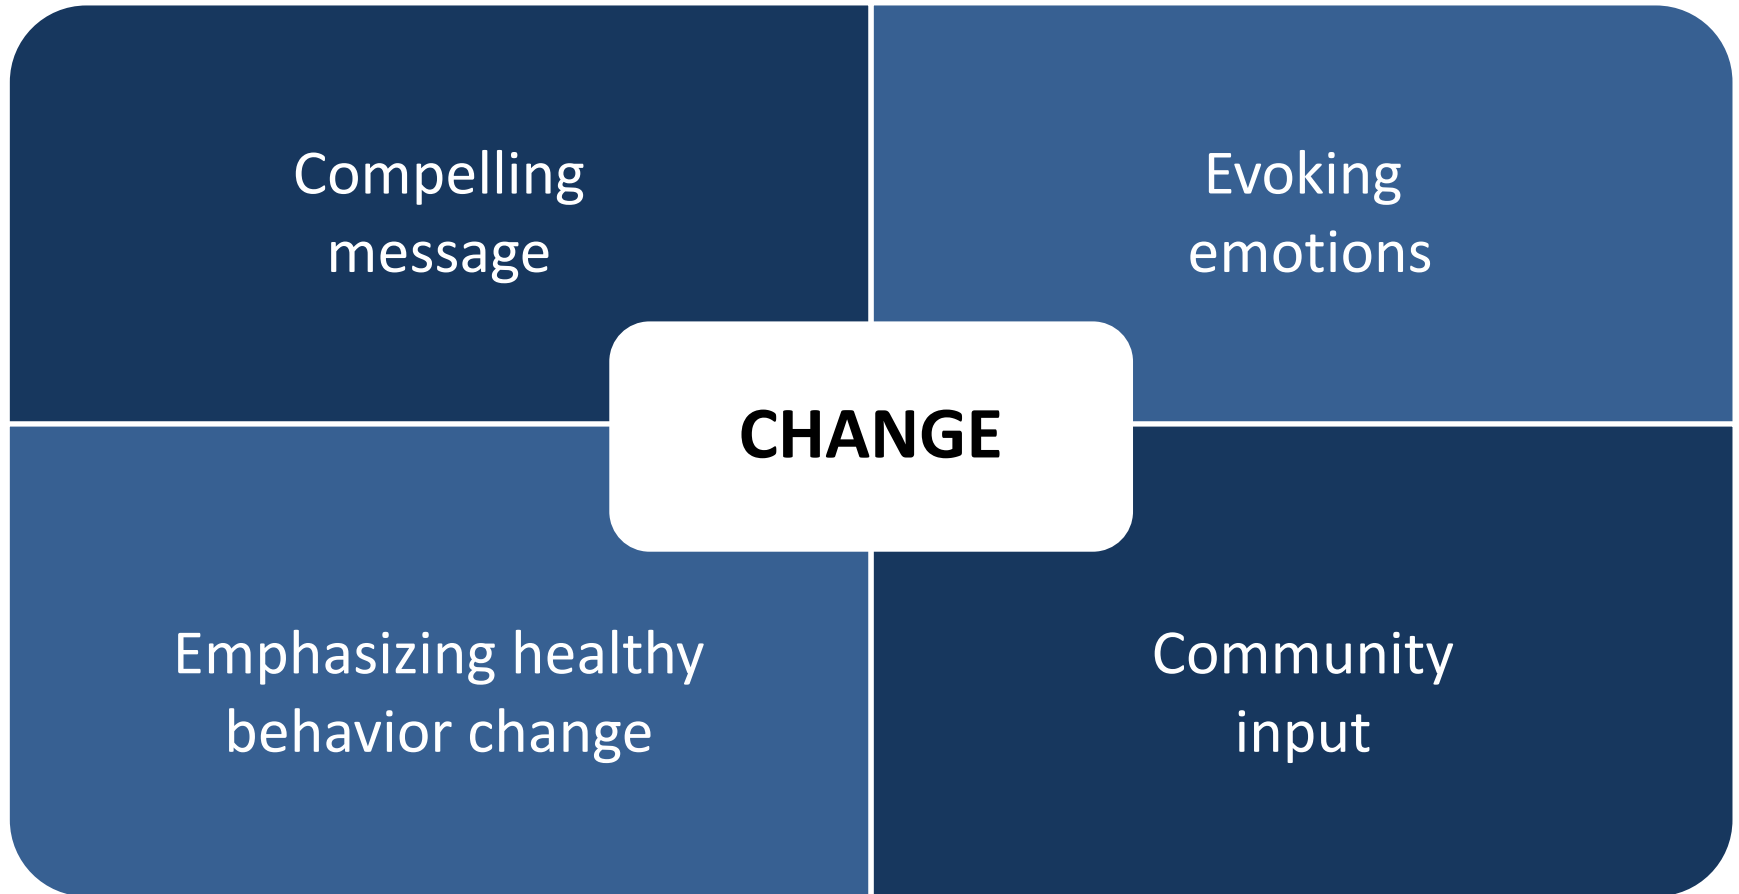 Compelling
message
Evoking
emotions
CHANGE
Emphasizing healthy
behavior change
Community
input